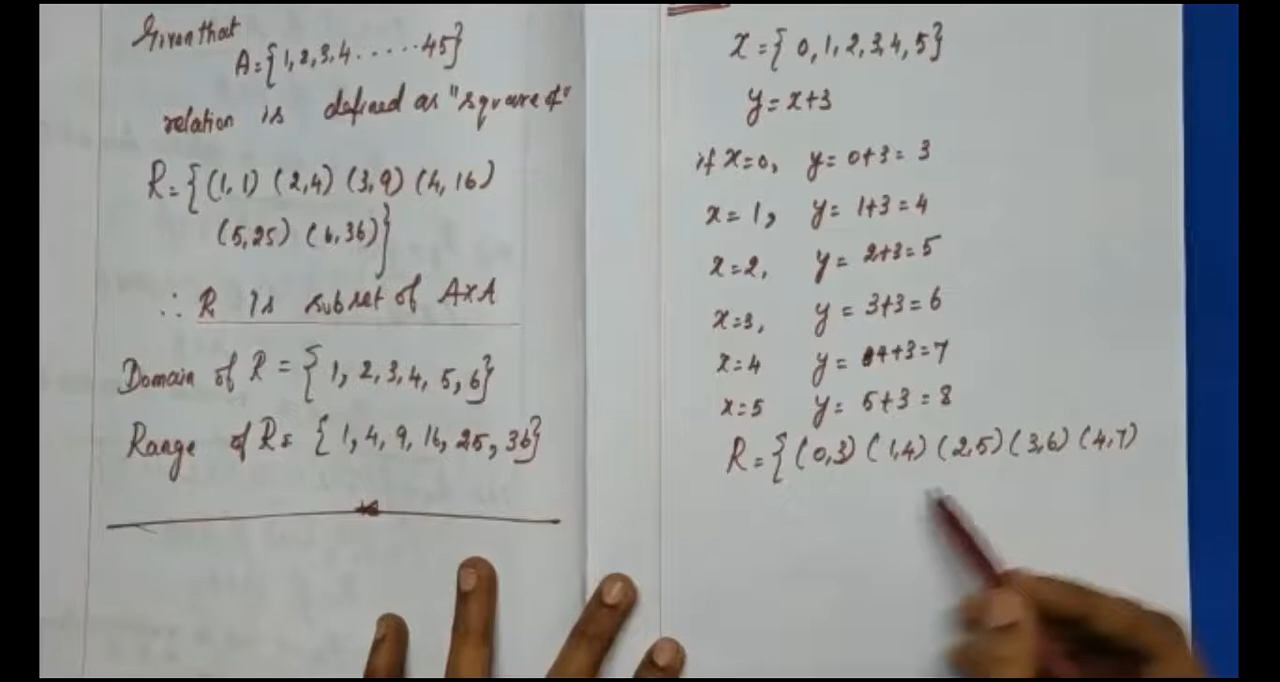 Given that
A={1,2,3,4.....45}
relation is defined as "square of"
R={(1,1) (2,4) (3,9) (4,16)
(5,25) (6,36)}
∴ R is subset of A×A
Domain of R = {1,2,3,4,5,6}
Range of R= {1,4,9,16,25,36}
x={0,1,2,3,4,5}
y=x+3
if x=0, y=0+3=3
x=1, y=1+3=4
x=2, y=2+3=5
x=3, y=3+3=6
x=4 y=4+3=7
x=5 y=5+3=8
R={(0,3) (1,4) (2,5) (3,6) (4,7)